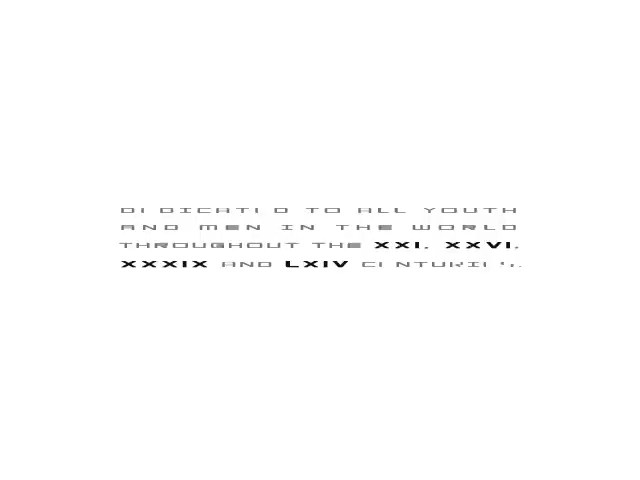 DEDICATED TO ALL YOUTH
AND MEN IN THE WORLD
THROUGHOUT THE XXI, XXVI,
XXXIX AND LXIV CENTURIES.